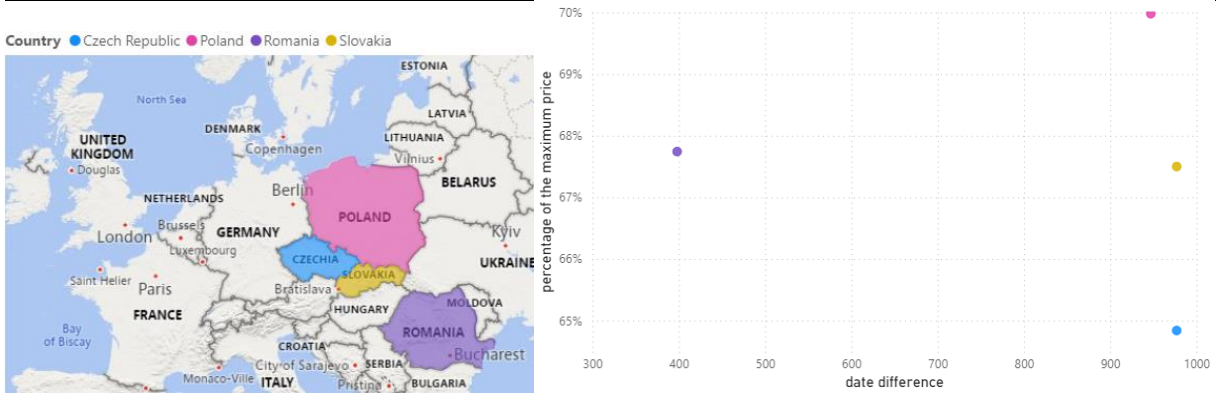 Country Czech Republic Poland Romania Slovakia
ESTONIA
North Sea
LATVIA
DENMARK
LITHUANIA
UNITED
KINGDOM
Copenhagen
Vilnius
Douglas
BELARUS
Berlin
NETHERLANDS
POLAND
London
Brussels
GERMANY
Kyiv
Luxembourg
CZECHIA
UKRAINE
Saint Helier
Paris
SLOVAKIA
Bratislava
FRANCE
HUNGARY
MOLDOVA
Bay
of Biscay
ROMANIA
CROATIA
Bucharest
City of Sarajevo
SERBIA
Monaco-Ville
ITALY
Pristina
BULGARIA
percentage of the maximum price
70%
69%
68%
67%
66%
65%
300 400 500 600 700 800 900 1000
date difference